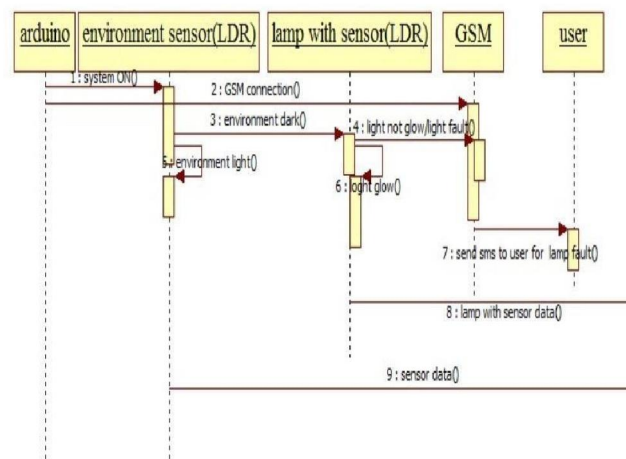 arduino
environment sensor(LDR)
lamp with sensor(LDR)
GSM
user
1 : system ON()
2 : GSM connection()
3 : environment dark()
4 : light not glow/light fault()
5 : environment light()
6 : loght glow()
7 : send sms to user for lamp fault()
8 : lamp with sensor data()
9 : sensor data()